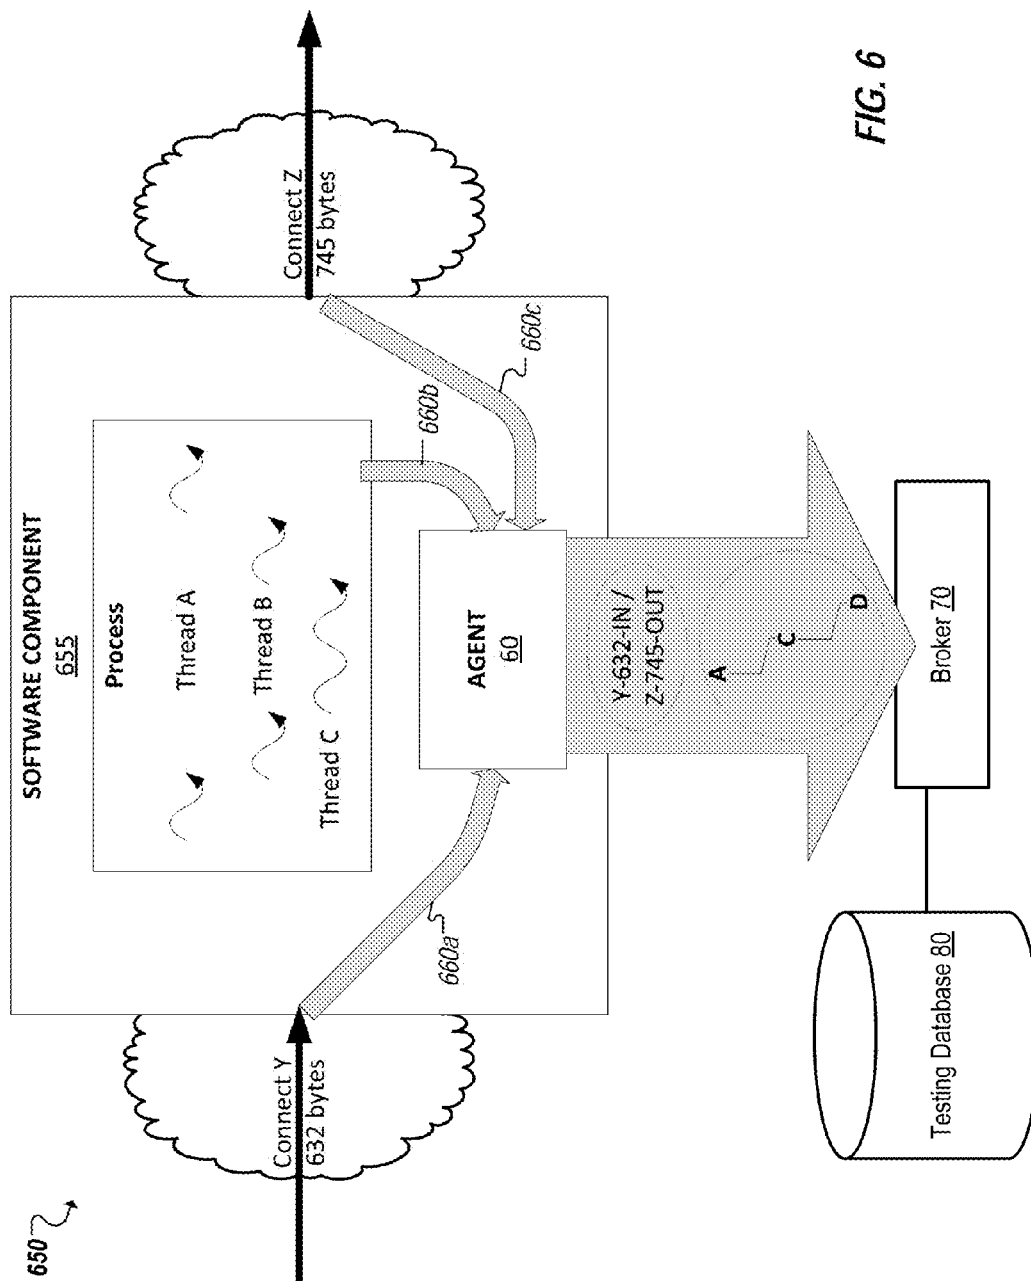 650
SOFTWARE COMPONENT
655
Process
Thread A
Thread B
Thread C
Connect Y
632 bytes
Connect Z
745 bytes
660a
660b
660c
AGENT
60
Y-632-IN /
Z-745-OUT
A
C
D
Testing Database 80
Broker 70
FIG. 6